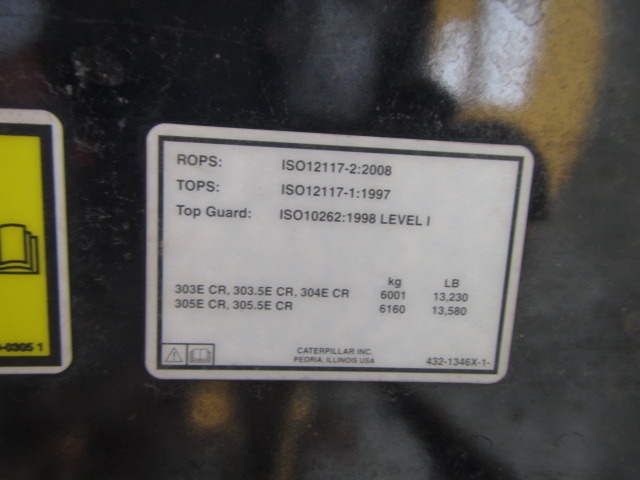 ROPS: ISO12117-2:2008
TOPS: ISO12117-1:1997
Top Guard: ISO10262:1998 LEVEL I
kg LB
303E CR, 303.5E CR, 304E CR 6001 13,230
305E CR, 305.5E CR 6160 13,580
CATERPILLAR INC.
PEORIA, ILLINOIS USA
432-1346X-1-
-0305 1